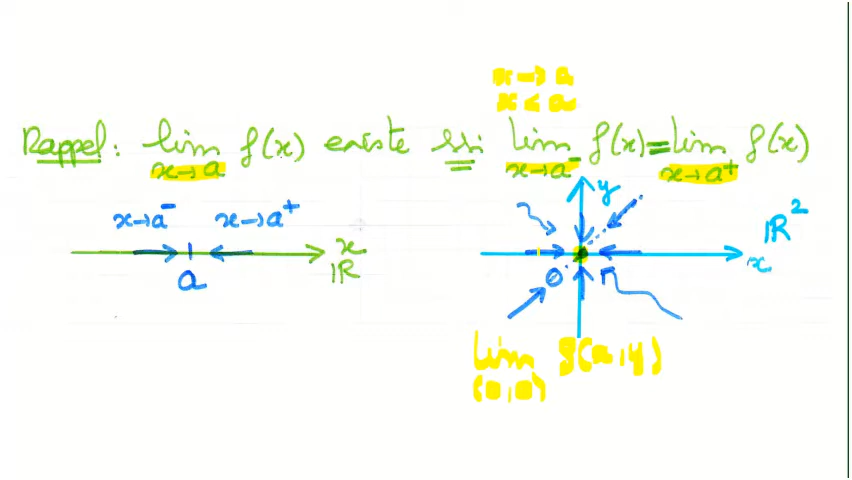 x → a
x < a
Rappel : lim f(x) existe ssi lim f(x) = lim f(x)
x→a x→a⁻ x→a⁺
x→a⁻ x→a⁺
a
x
ℝ
y
ℝ²
x
0
lim f(x,y)
(0,0)